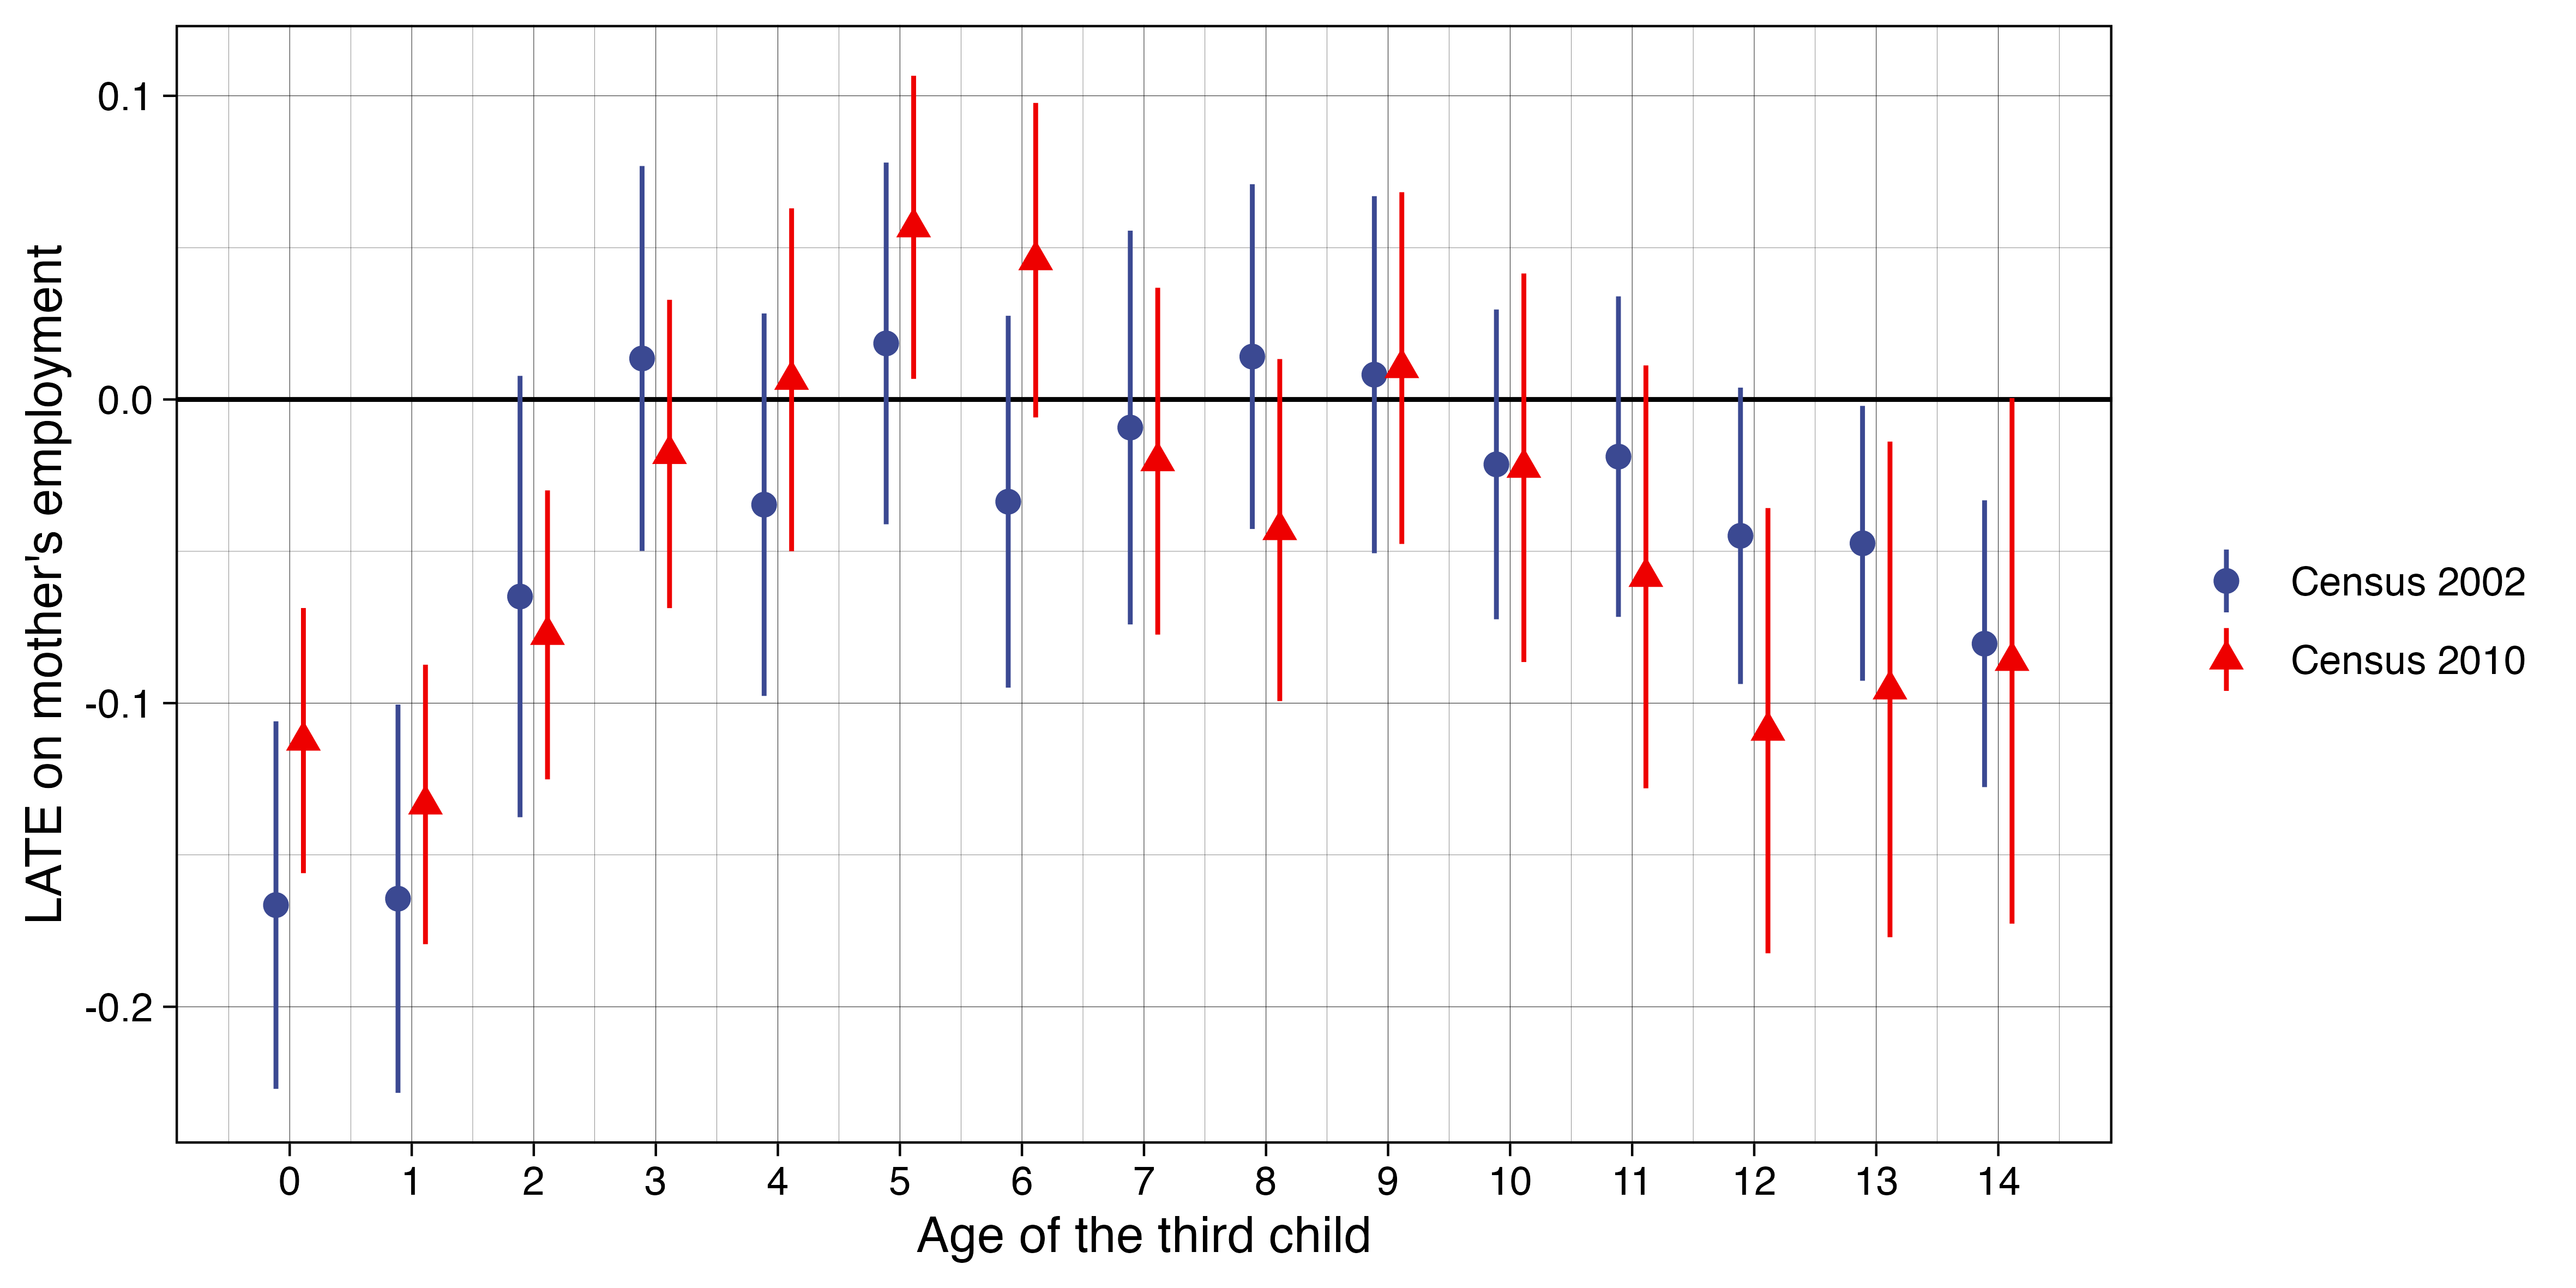 LATE on mother's employment
0.1
0.0
-0.1
-0.2
0 1 2 3 4 5 6 7 8 9 10 11 12 13 14
Age of the third child
Census 2002
Census 2010